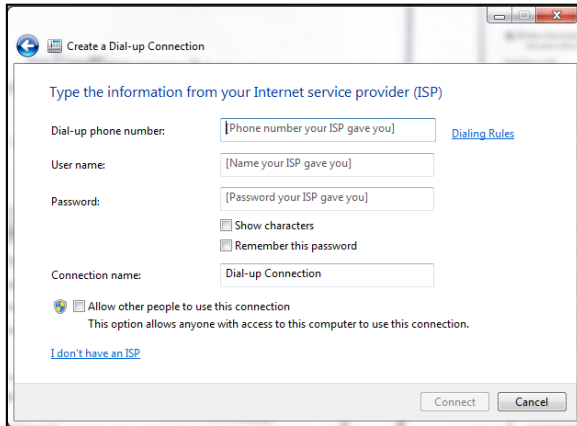 Create a Dial-up Connection
Type the information from your Internet service provider (ISP)
Dial-up phone number: [Phone number your ISP gave you] Dialing Rules
User name: [Name your ISP gave you]
Password: [Password your ISP gave you]
Show characters
Remember this password
Connection name: Dial-up Connection
Allow other people to use this connection
This option allows anyone with access to this computer to use this connection.
I don't have an ISP
Connect Cancel